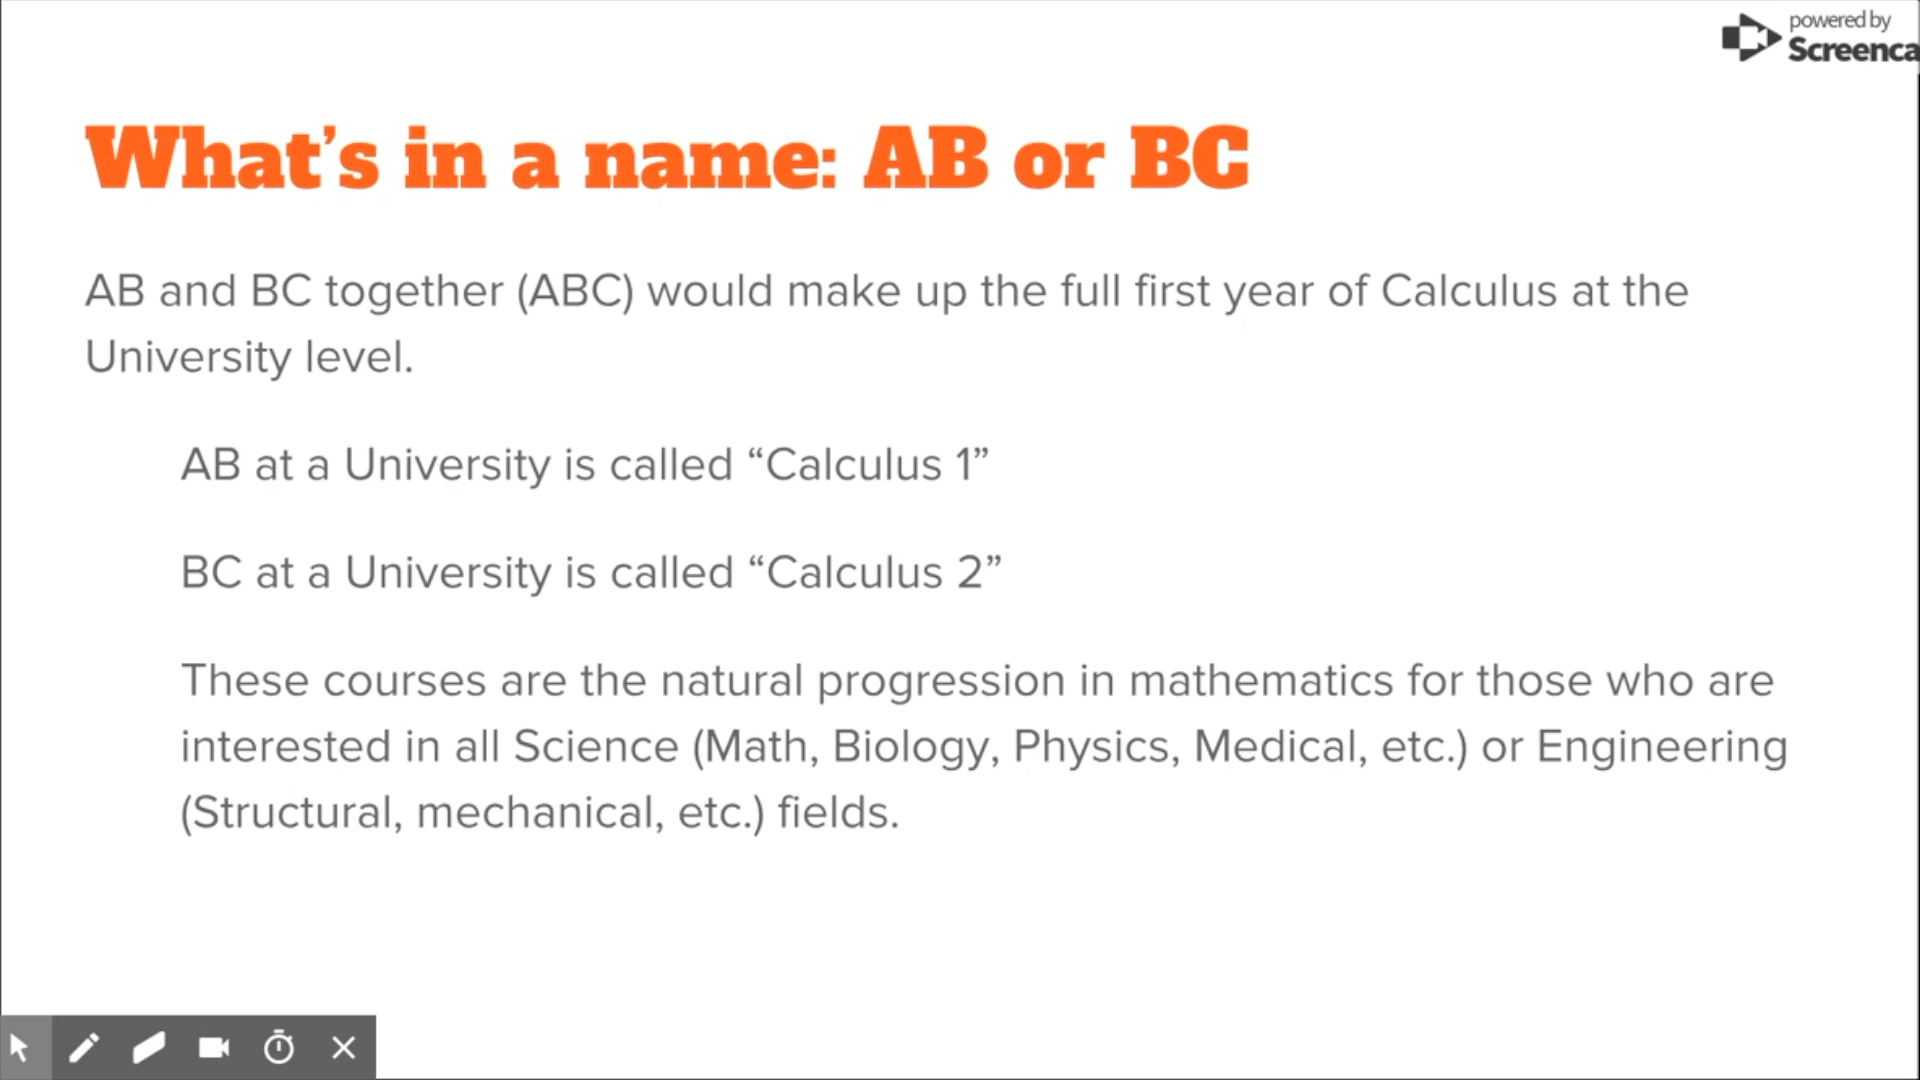 powered by
Screenca
What's in a name: AB or BC
AB and BC together (ABC) would make up the full first year of Calculus at the
University level.
AB at a University is called “Calculus 1”
BC at a University is called “Calculus 2”
These courses are the natural progression in mathematics for those who are
interested in all Science (Math, Biology, Physics, Medical, etc.) or Engineering
(Structural, mechanical, etc.) fields.